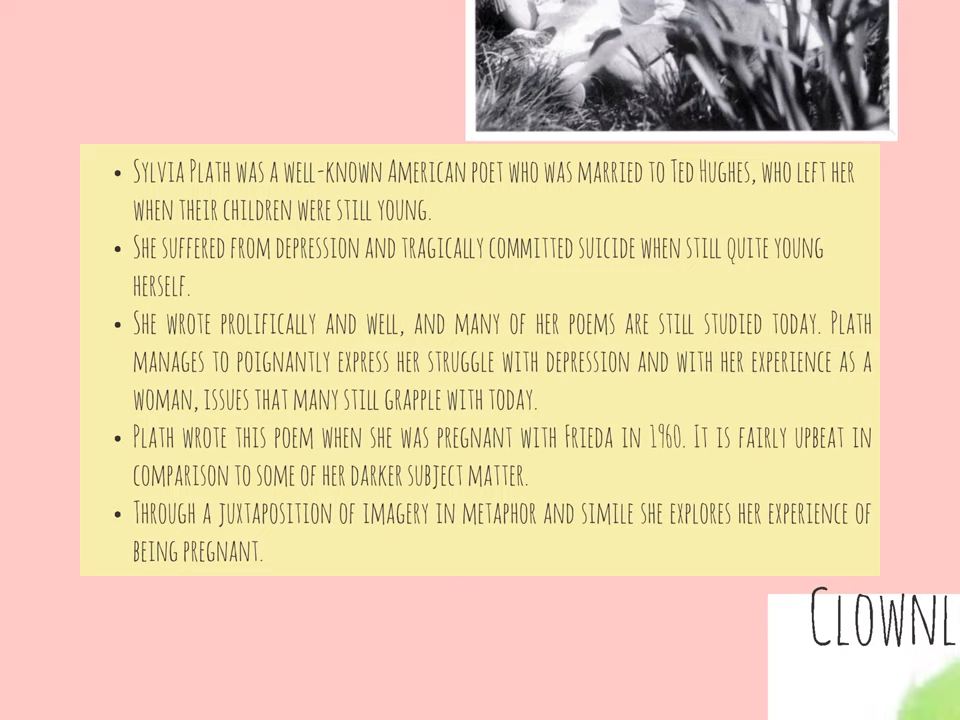 • Sylvia Plath was a well-known American poet who was married to Ted Hughes, who left her
when their children were still young.
• She suffered from depression and tragically committed suicide when still quite young
herself.
• She wrote prolifically and well, and many of her poems are still studied today. Plath
manages to poignantly express her struggle with depression and with her experience as a
woman, issues that many still grapple with today.
• Plath wrote this poem when she was pregnant with Frieda in 1960. It is fairly upbeat in
comparison to some of her darker subject matter.
• Through a juxtaposition of imagery in metaphor and simile she explores her experience of
being pregnant.